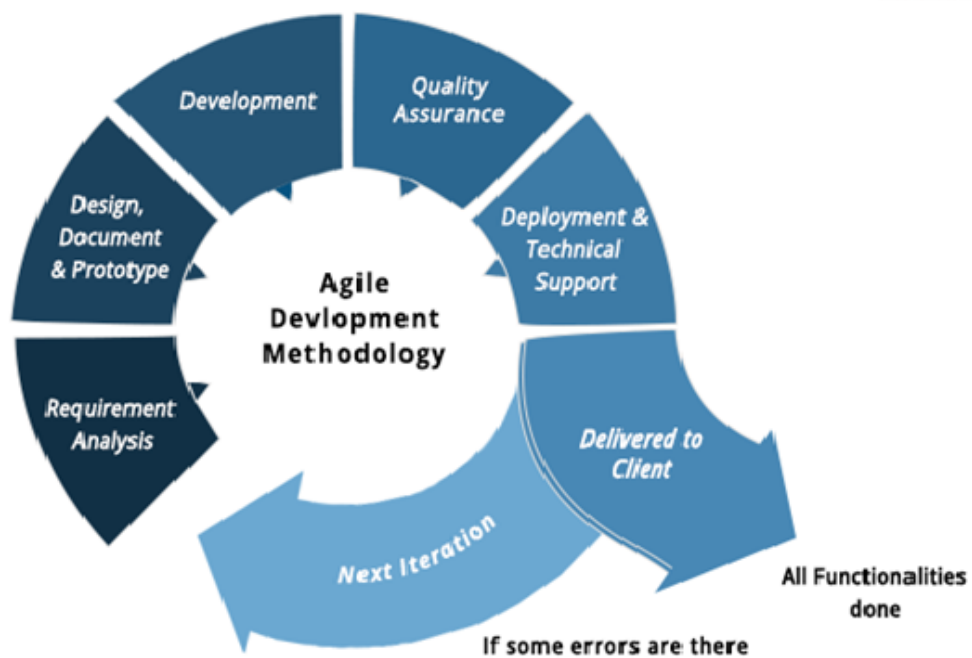 Quality
Assurance
Development
Design,
Document
& Prototype
Deployment &
Technical
Support
Agile
Devlopment
Methodology
Requirement
Analysis
Delivered to
Client
Next Iteration
All Functionalities
done
If some errors are there